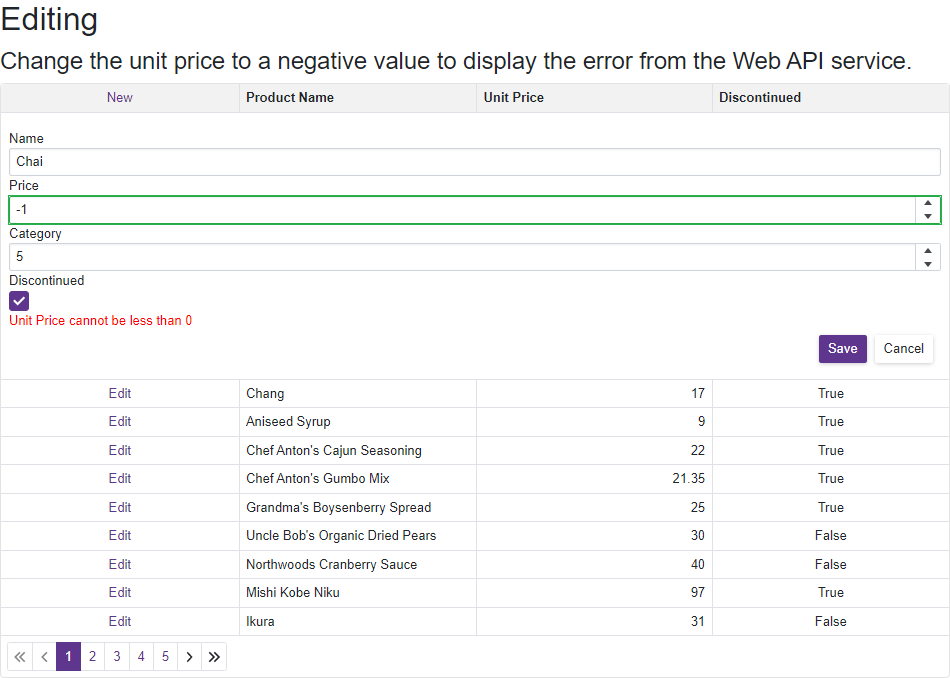 Editing
Change the unit price to a negative value to display the error from the Web API service.
New Product Name Unit Price Discontinued
Name
Chai
Price
-1
Category
5
Discontinued
Unit Price cannot be less than 0
Save Cancel
Edit Chang 17 True
Edit Aniseed Syrup 9 True
Edit Chef Anton's Cajun Seasoning 22 True
Edit Chef Anton's Gumbo Mix 21.35 True
Edit Grandma's Boysenberry Spread 25 True
Edit Uncle Bob's Organic Dried Pears 30 False
Edit Northwoods Cranberry Sauce 40 False
Edit Mishi Kobe Niku 97 True
Edit Ikura 31 False
1 2 3 4 5